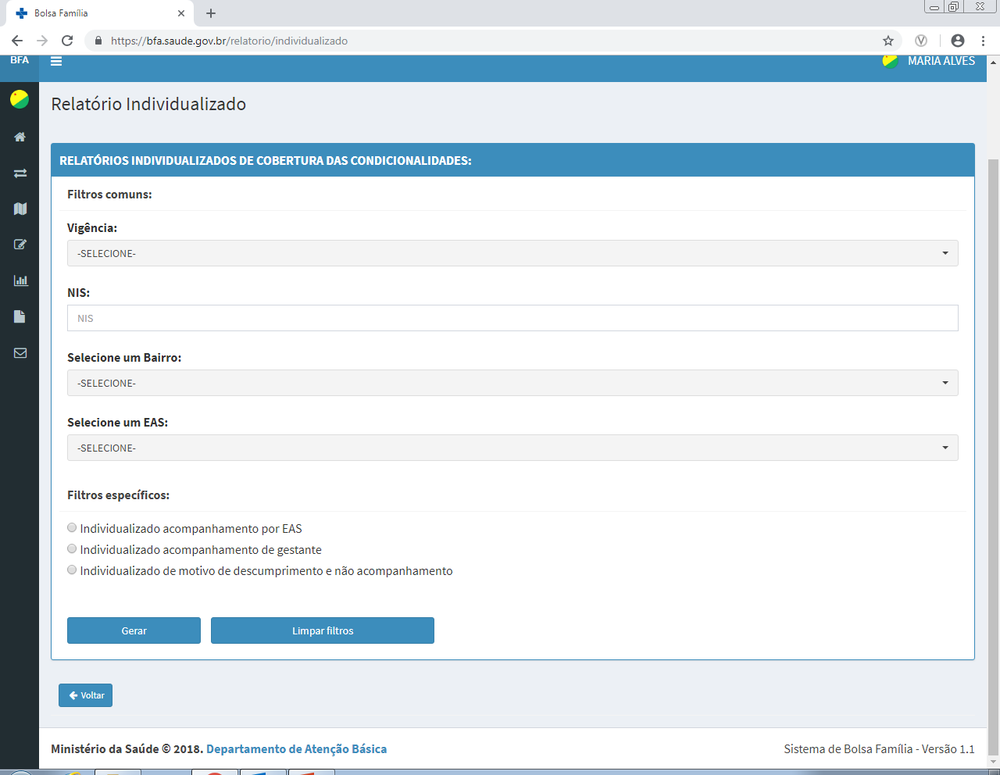 Bolsa Família
https://bfa.saude.gov.br/relatorio/individualizado
BFA
MARIA ALVES
Relatório Individualizado
RELATÓRIOS INDIVIDUALIZADOS DE COBERTURA DAS CONDICIONALIDADES:
Filtros comuns:
Vigência:
-SELECIONE-
NIS:
NIS
Selecione um Bairro:
-SELECIONE-
Selecione um EAS:
-SELECIONE-
Filtros específicos:
Individualizado acompanhamento por EAS
Individualizado acompanhamento de gestante
Individualizado de motivo de descumprimento e não acompanhamento
Gerar
Limpar filtros
Voltar
Ministério da Saúde © 2018. Departamento de Atenção Básica
Sistema de Bolsa Família - Versão 1.1